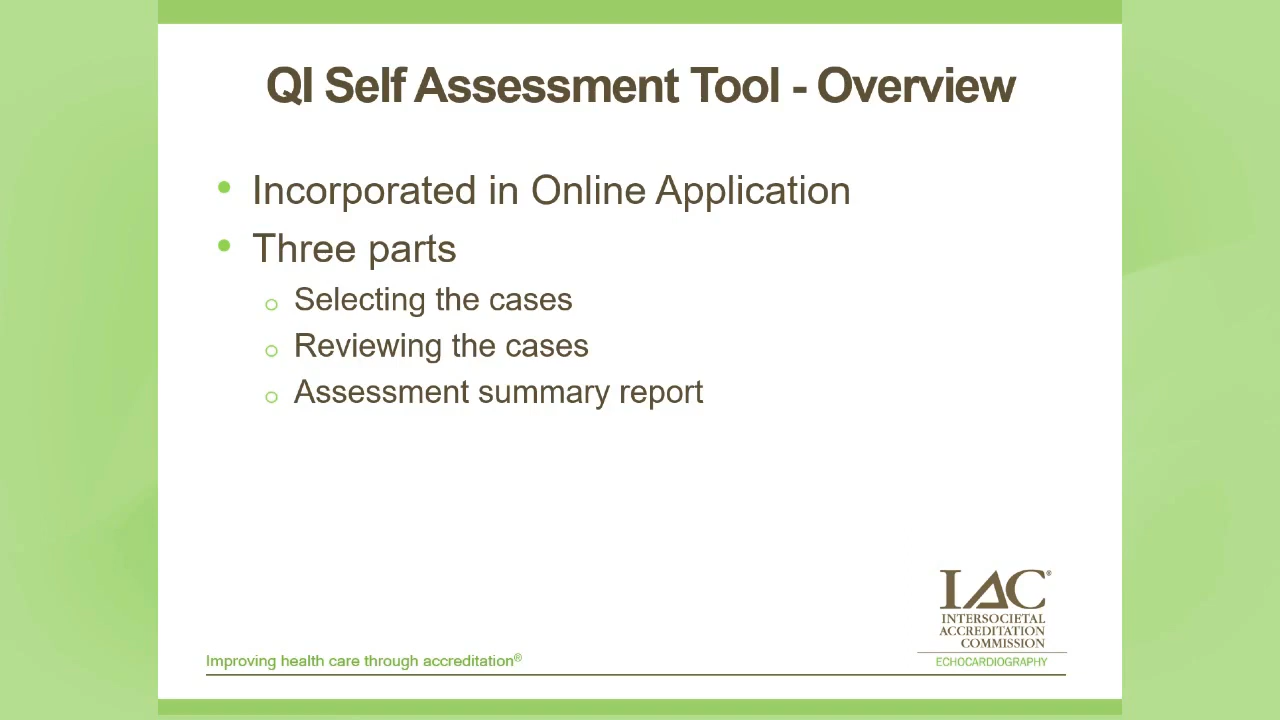 QI Self Assessment Tool - Overview
• Incorporated in Online Application
• Three parts
o Selecting the cases
o Reviewing the cases
o Assessment summary report
IAC®
INTERSOCIETAL
ACCREDITATION
COMMISSION
ECHOCARDIOGRAPHY
Improving health care through accreditation®